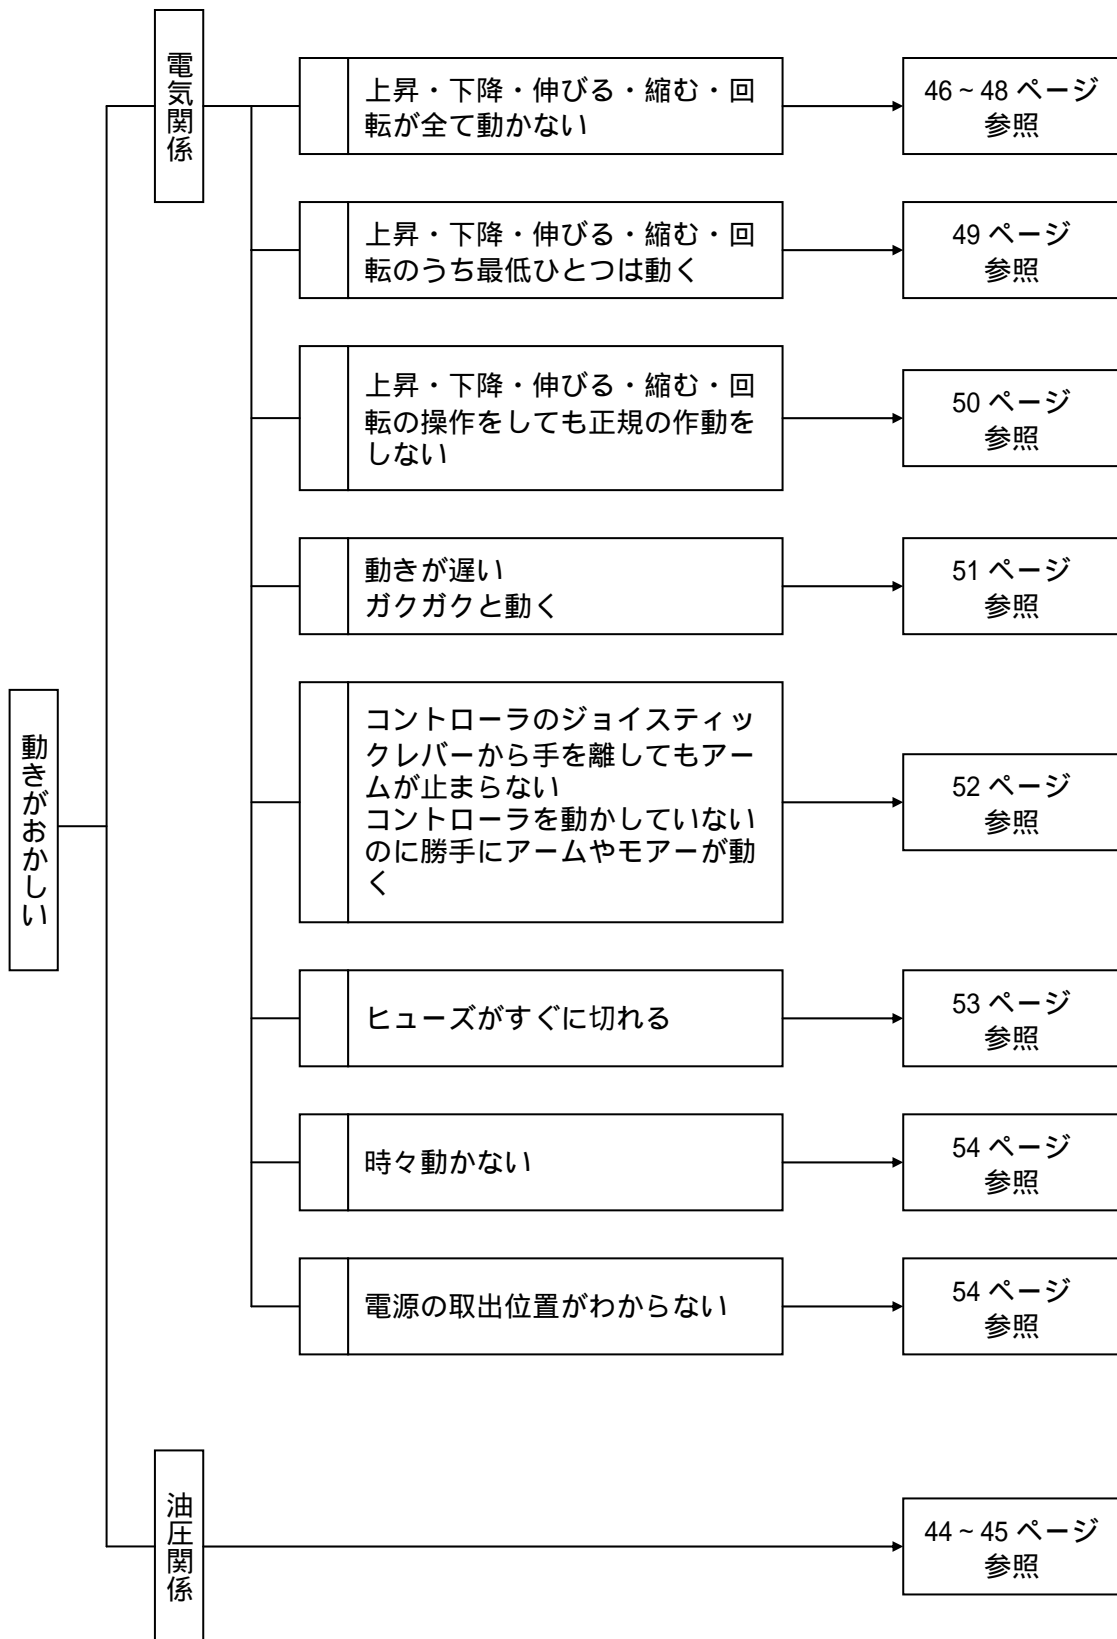 電気関係
上昇・下降・伸びる・縮む・回
転が全て動かない
46~48 ページ
参照
上昇・下降・伸びる・縮む・回
転のうち最低ひとつは動く
49 ページ
参照
上昇・下降・伸びる・縮む・回
転の操作をしても正規の作動を
しない
50 ページ
参照
動きが遅い
ガクガクと動く
51 ページ
参照
動きがおかしい
コントローラのジョイスティッ
クレバーから手を離してもアー
ムが止まらない
コントローラを動かしていない
のに勝手にアームやモアーが動
く
52 ページ
参照
ヒューズがすぐに切れる
53 ページ
参照
時々動かない
54 ページ
参照
電源の取出位置がわからない
54 ページ
参照
油圧関係
44~45 ページ
参照